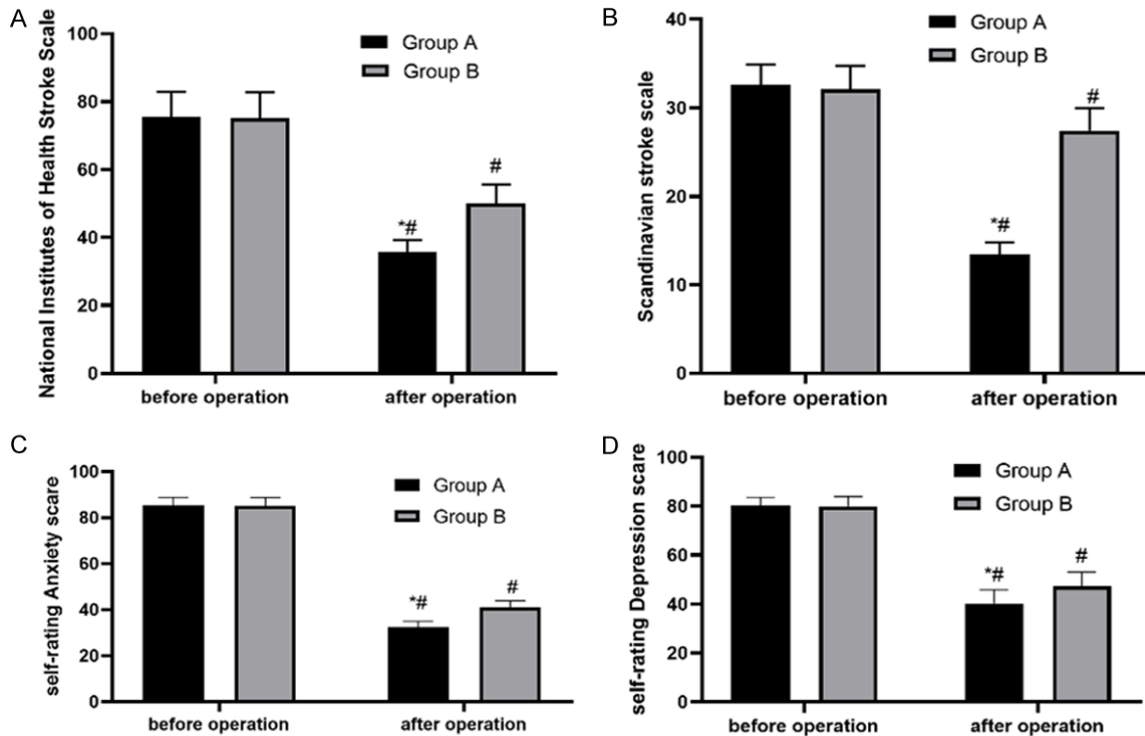 A
National Institutes of Health Stroke Scale
100
80
60
40
20
0
Group A
Group B
*#
#
before operation
after operation
B
Scandinavian stroke scale
40
30
20
10
0
Group A
Group B
*#
#
before operation
after operation
C
self-rating Anxiety scare
100
80
60
40
20
0
Group A
Group B
*#
#
before operation
after operation
D
self-rating Depression scare
100
80
60
40
20
0
Group A
Group B
*#
#
before operation
after operation